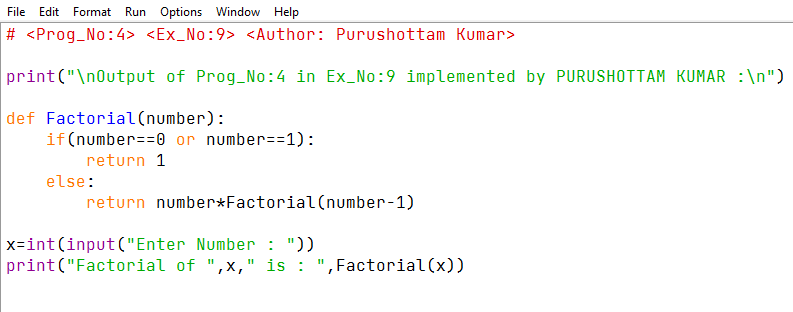 File Edit Format Run Options Window Help
# <Prog_No:4> <Ex_No:9> <Author: Purushottam Kumar>
print("\nOutput of Prog_No:4 in Ex_No:9 implemented by PURUSHOTTAM KUMAR :\n")
def Factorial(number):
    if(number==0 or number==1):
        return 1
    else:
        return number*Factorial(number-1)
x=int(input("Enter Number : "))
print("Factorial of ",x," is : ",Factorial(x))